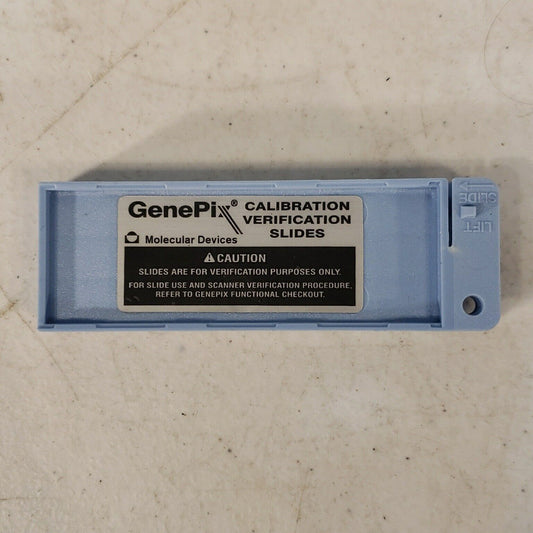 GenePix® CALIBRATION
VERIFICATION
SLIDES
Molecular Devices
CAUTION
SLIDES ARE FOR VERIFICATION PURPOSES ONLY.
FOR SLIDE USE AND SCANNER VERIFICATION PROCEDURE,
REFER TO GENEPIX FUNCTIONAL CHECKOUT.
SLIDE
LIFT